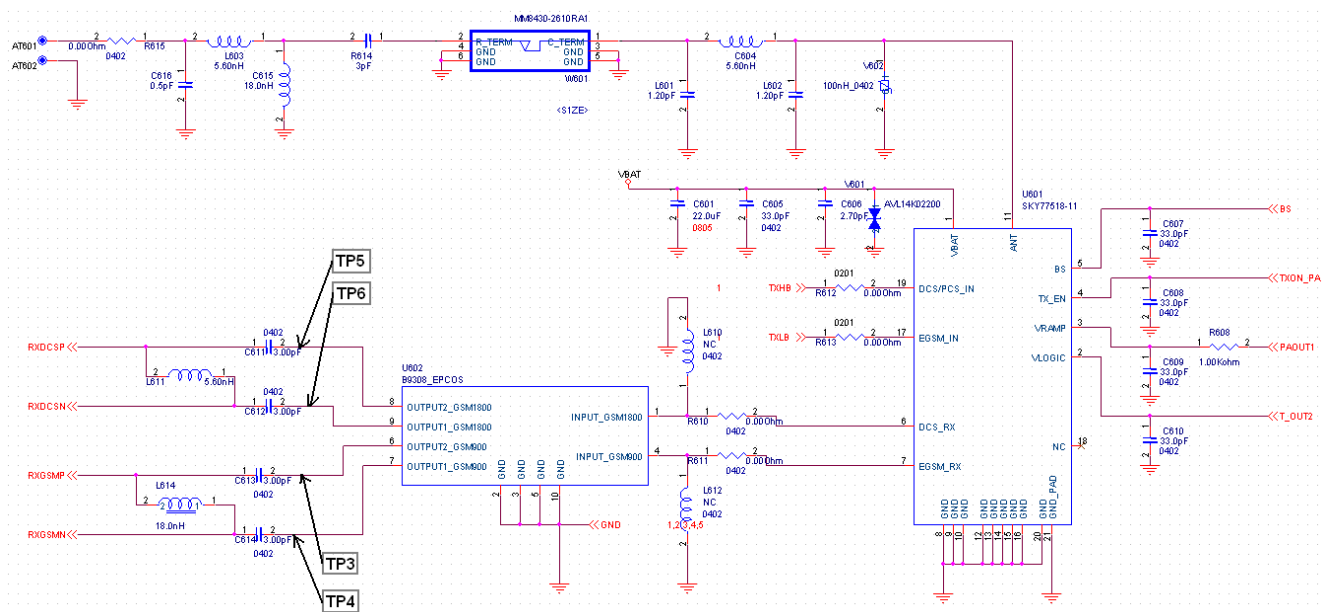 MM8430-2610RA1
AT601
0.00Ohm
R615
0402
L603
5.60nH
R614
3pF
R_TERM
C_TERM
GND
GND
GND
GND
W601
<SIZE>
C604
5.60nH
AT602
C616
0.5pF
C615
18.0nH
L601
1.20pF
L602
1.20pF
V602
100nH_0402
VBAT
C601
22.0uF
0805
C605
33.0pF
0402
C606
2.70pF
V601
AVL14K02200
U601
SKY77518-11
VBAT
ANT
BS
TX_EN
VRAMP
VLOGIC
NC
DCS/PCS_IN
EGSM_IN
DCS_RX
EGSM_RX
GND GND GND GND GND GND GND GND GND GND_PAD
C607
33.0pF
0402
BS
C608
33.0pF
0402
TXON_PA
R608
1.00Kohm
PAOUT1
C609
33.0pF
0402
T_OUT2
C610
33.0pF
0402
TXHB
0201
R612
0.00Ohm
TXLB
0201
R613
0.00Ohm
TP5
TP6
RXDCSP
0402
C611
3.00pF
L611
5.60nH
RXDCSN
0402
C612
3.00pF
RXGSMP
C613
3.00pF
0402
L614
18.0nH
RXGSMN
C614
3.00pF
0402
TP3
TP4
U602
B9308_EPCOS
OUTPUT2_GSM1800
OUTPUT1_GSM1800
OUTPUT2_GSM900
OUTPUT1_GSM900
INPUT_GSM1800
INPUT_GSM900
GND GND GND GND
GND
L610
NC
0402
R610
0.00Ohm
0402
R611
0.00Ohm
0402
L612
NC
0402
1,2,3,4,5